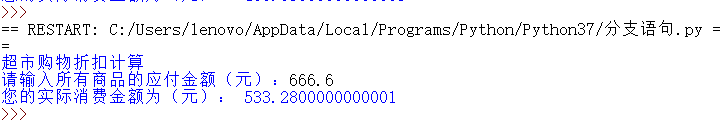 >>>
== RESTART: C:/Users/lenovo/AppData/Local/Programs/Python/Python37/分支语句.py =
=
超市购物折扣计算
请输入所有商品的应付金额（元）：666.6
您的实际消费金额为（元）： 533.2800000000001
>>>